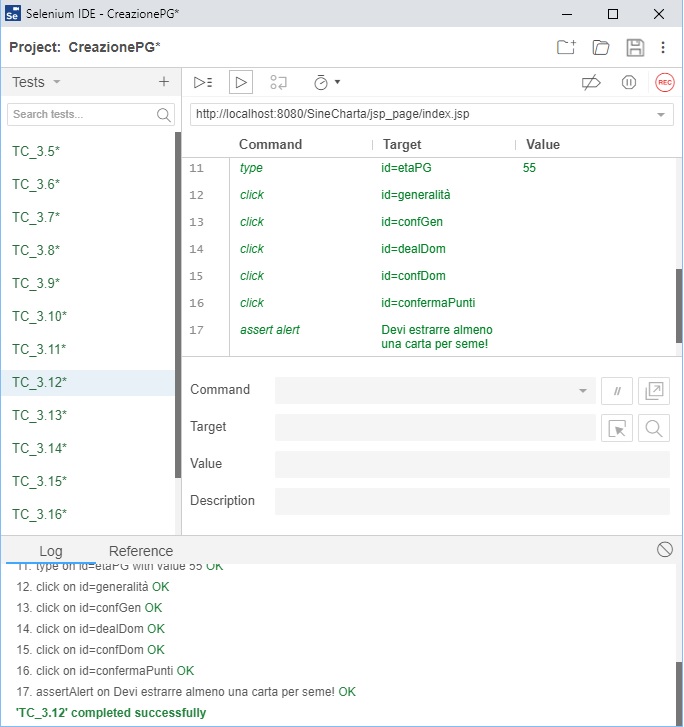 Selenium IDE - CreazionePG*
Project: CreazionePG*
Tests
REC
Search tests...
http://localhost:8080/SineCharta/jsp_page/index.jsp
Command Target Value
TC_3.5*
TC_3.6*
TC_3.7*
TC_3.8*
TC_3.9*
TC_3.10*
TC_3.11*
TC_3.12*
TC_3.13*
TC_3.14*
TC_3.15*
TC_3.16*
11 type id=etaPG 55
12 click id=generalità
13 click id=confGen
14 click id=dealDom
15 click id=confDom
16 click id=confermaPunti
17 assert alert Devi estrarre almeno
una carta per seme!
Command
//
Target
Value
Description
Log Reference
11. type on id=etaPG with value 55 OK
12. click on id=generalità OK
13. click on id=confGen OK
14. click on id=dealDom OK
15. click on id=confDom OK
16. click on id=confermaPunti OK
17. assertAlert on Devi estrarre almeno una carta per seme! OK
'TC_3.12' completed successfully